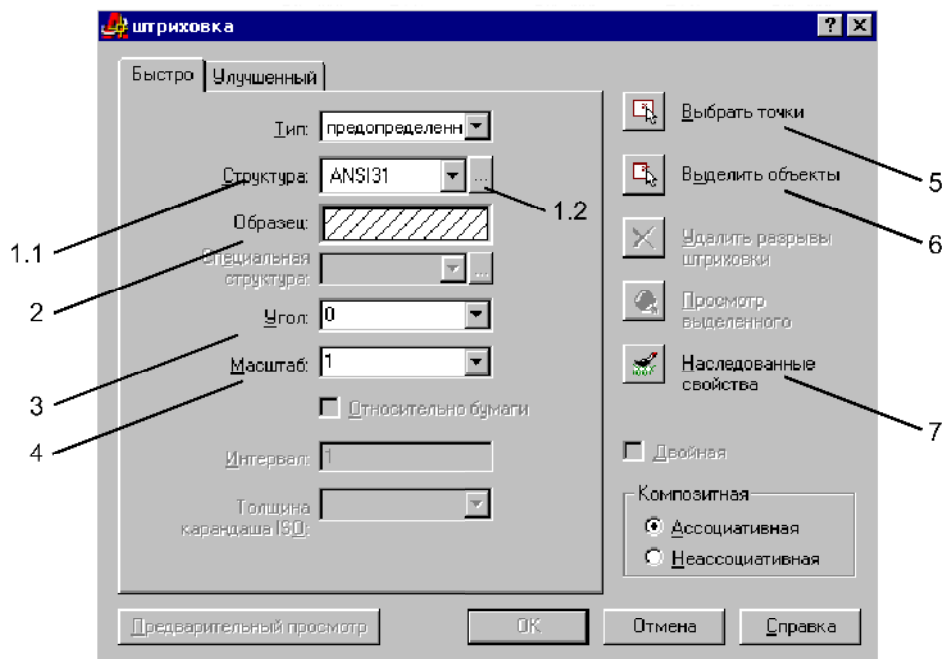 штриховка
Быстро Улучшенный
Тип: предопределенн
Структура: ANSI31 ...
Образец:
Специальная
структура: ...
Угол: 0
Масштаб: 1
Относительно бумаги
Интервал: 1
Толщина
карандаша ISO:
Выбрать точки
Выделить объекты
Удалить разрывы
штриховки
Просмотр
выделенного
Наследованные
свойства
Двойная
Композитная
Ассоциативная
Неассоциативная
Предварительный просмотр
OK
Отмена
Справка
1.1
1.2
2
3
4
5
6
7